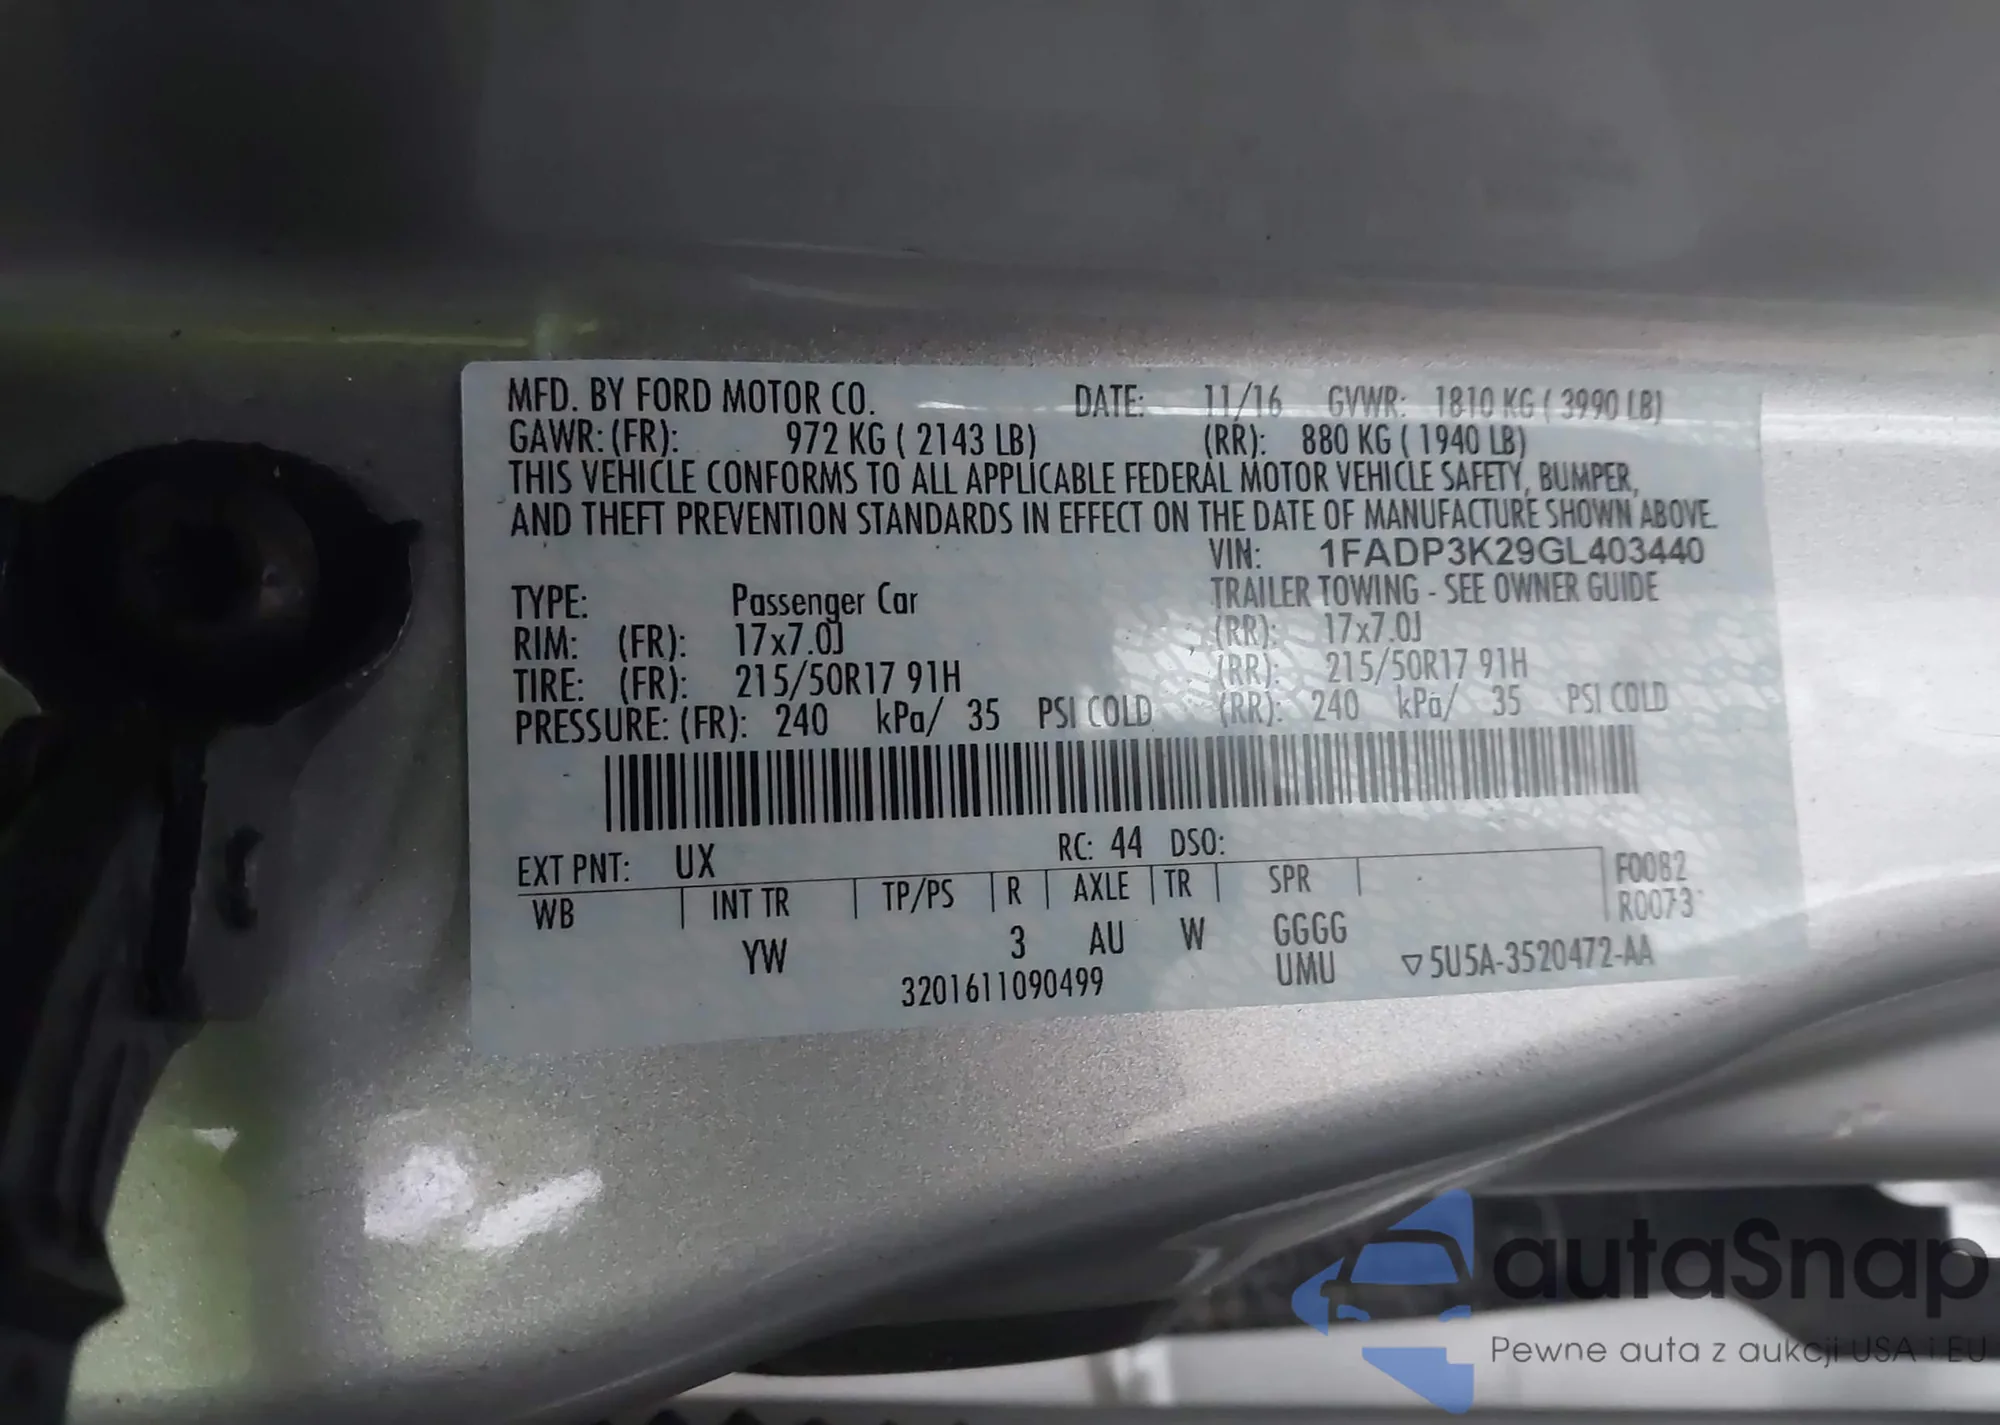 MFD. BY FORD MOTOR CO. DATE: 11/16 GVWR: 1810 KG ( 3990 LB)
GAWR: (FR): 972 KG ( 2143 LB) (RR): 880 KG ( 1940 LB)
THIS VEHICLE CONFORMS TO ALL APPLICABLE FEDERAL MOTOR VEHICLE SAFETY, BUMPER,
AND THEFT PREVENTION STANDARDS IN EFFECT ON THE DATE OF MANUFACTURE SHOWN ABOVE.
VIN: 1FADP3K29GL403440
TYPE: Passenger Car TRAILER TOWING - SEE OWNER GUIDE
RIM: (FR): 17x7.0J (RR): 17x7.0J
TIRE: (FR): 215/50R17 91H (RR): 215/50R17 91H
PRESSURE: (FR): 240 kPa/ 35 PSI COLD (RR): 240 kPa/ 35 PSI COLD
EXT PNT: UX RC: 44 DSO:
WB INT TR TP/PS R AXLE TR SPR F0082
R0073
YW 3 AU W GGGG
UMU ▽5U5A-3520472-AA
3201611090499
autaSnap
Pewne auta z aukcji USA i EU